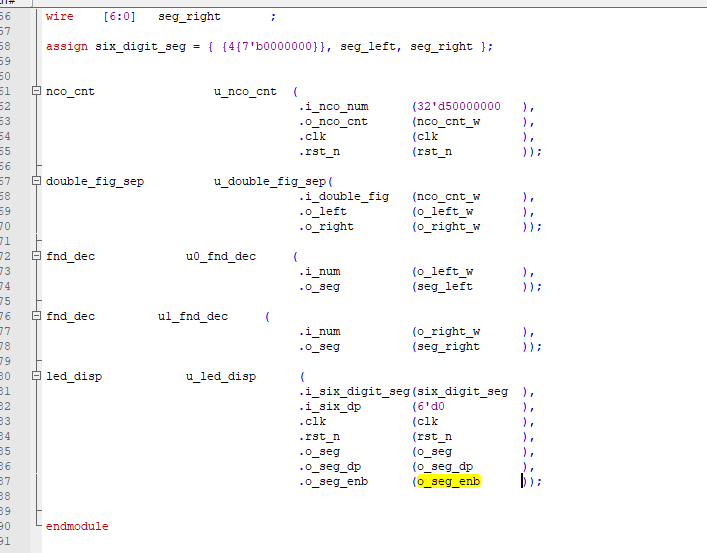 56 wire    [6:0]   seg_right       ;
57
58 assign six_digit_seg = { {4{7'b0000000}}, seg_left, seg_right };
59
60
61 nco_cnt                 u_nco_cnt  (
62                                     .i_nco_num      (32'd50000000   ),
63                                     .o_nco_cnt      (nco_cnt_w      ),
64                                     .clk            (clk            ),
65                                     .rst_n          (rst_n          ));
66
67 double_fig_sep          u_double_fig_sep(
68                                     .i_double_fig   (nco_cnt_w      ),
69                                     .o_left         (o_left_w       ),
70                                     .o_right        (o_right_w      ));
71
72 fnd_dec             u0_fnd_dec     (
73                                     .i_num          (o_left_w       ),
74                                     .o_seg          (seg_left       ));
75
76 fnd_dec         u1_fnd_dec     (
77                                     .i_num          (o_right_w      ),
78                                     .o_seg          (seg_right      ));
79
80 led_disp            u_led_disp      (
81                                     .i_six_digit_seg(six_digit_seg  ),
82                                     .i_six_dp       (6'd0           ),
83                                     .clk            (clk            ),
84                                     .rst_n          (rst_n          ),
85                                     .o_seg          (o_seg          ),
86                                     .o_seg_dp       (o_seg_dp       ),
87                                     .o_seg_enb      (o_seg_enb      ));
88
89
90 endmodule
91